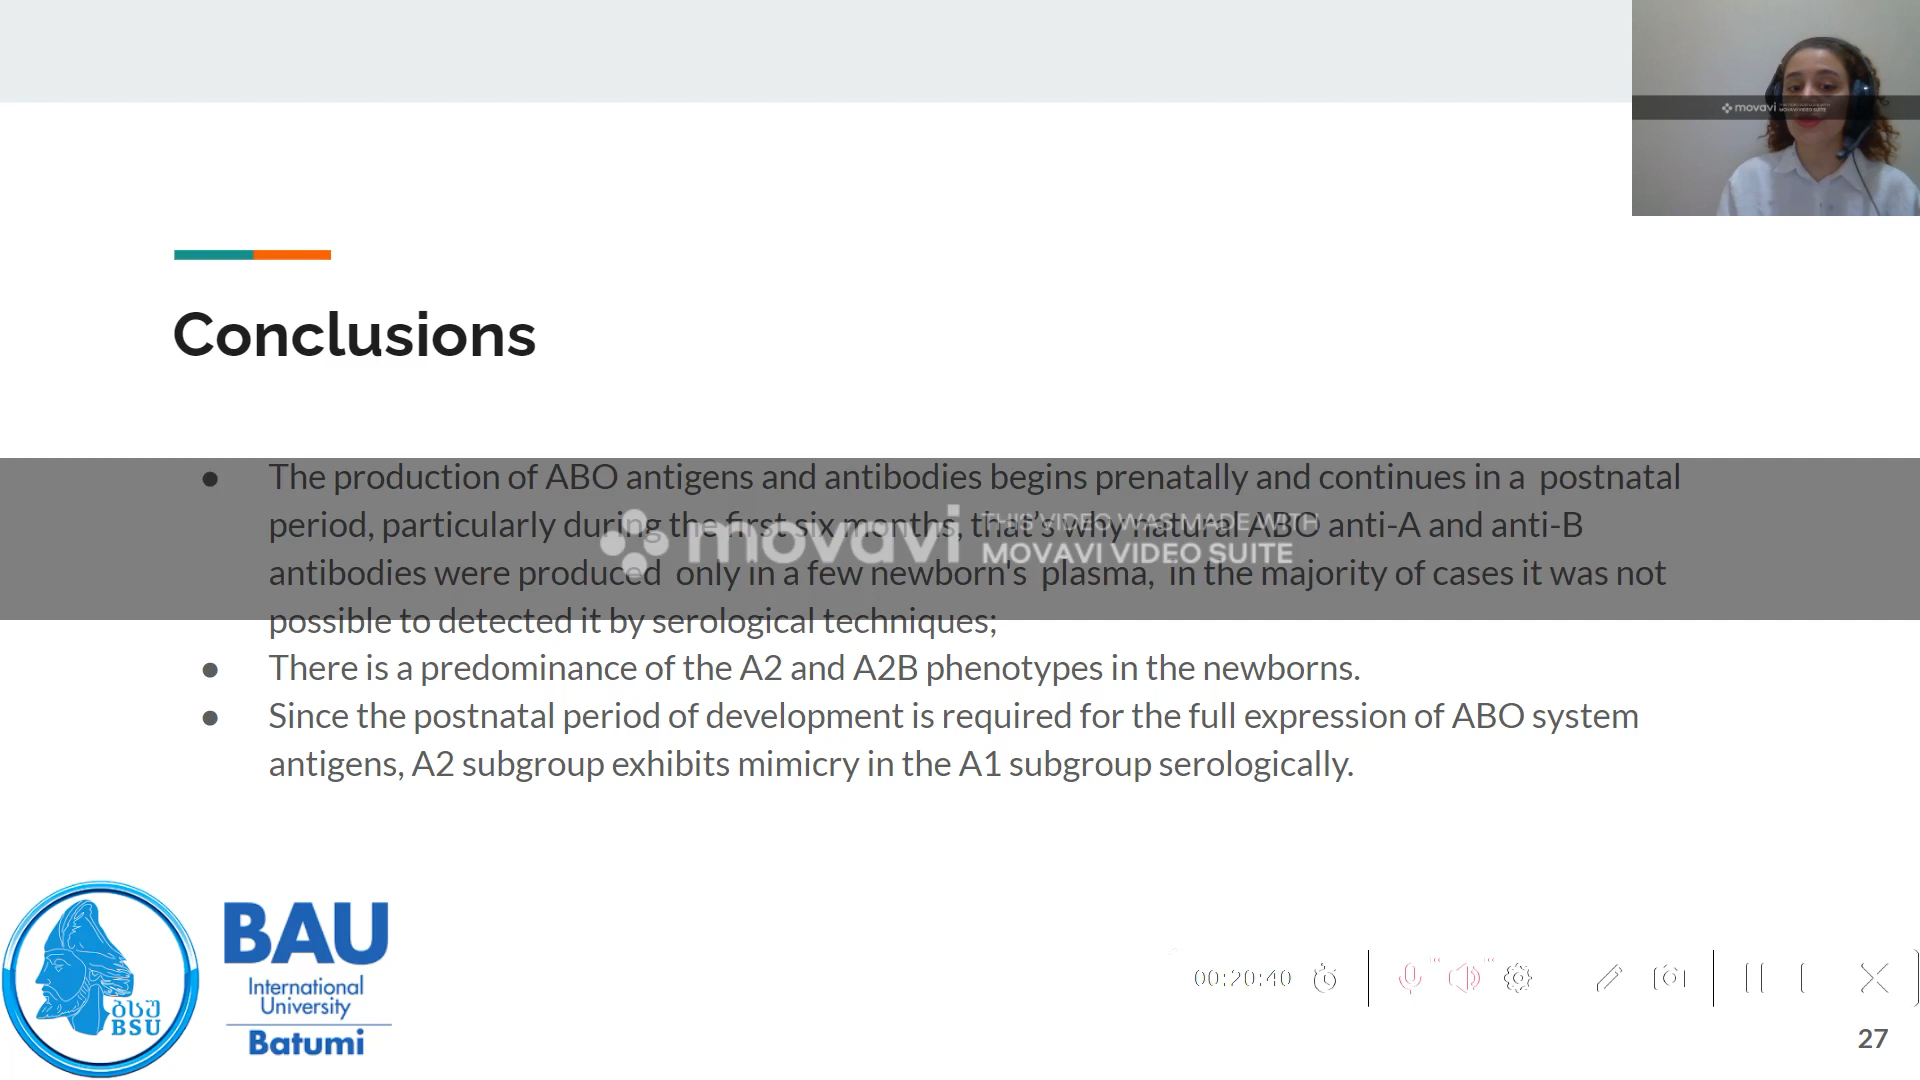 movavi
Conclusions
● The production of ABO antigens and antibodies begins prenatally and continues in a postnatal
period, particularly during the first six months, that's why natural ABO anti-A and anti-B
antibodies were produced only in a few newborn's plasma, in the majority of cases it was not
possible to detected it by serological techniques;
● There is a predominance of the A2 and A2B phenotypes in the newborns.
● Since the postnatal period of development is required for the full expression of ABO system
antigens, A2 subgroup exhibits mimicry in the A1 subgroup serologically.
movavi
THIS VIDEO WAS MADE WITH
MOVAVI VIDEO SUITE
ბსუ
BSU
BAU
International
University
Batumi
00:20:40
27